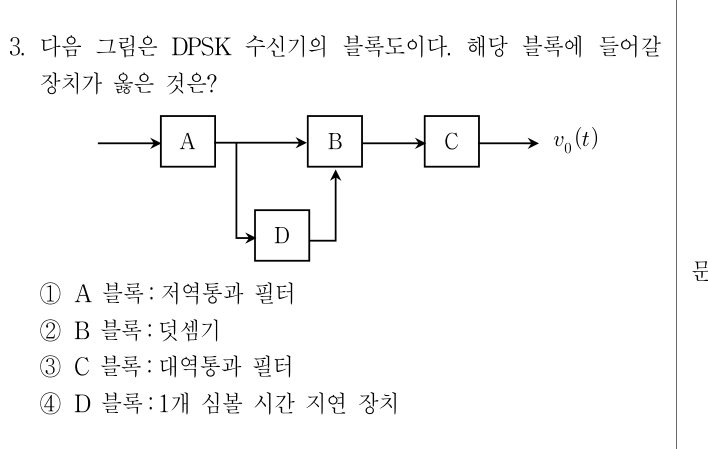 3. 다음 그림은 DPSK 수신기의 블록도이다. 해당 블록에 들어갈
장치가 옳은 것은?
A
B
C
v₀(t)
D
① A 블록 : 저역통과 필터
② B 블록 : 덧셈기
③ C 블록 : 대역통과 필터
④ D 블록 : 1개 심볼 시간 지연 장치
문